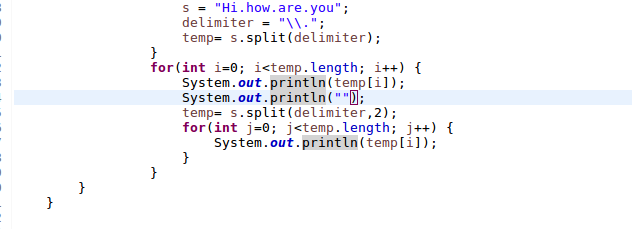 s = "Hi.how.are.you";
delimiter = "\\.";
temp= s.split(delimiter);
}
for(int i=0; i<temp.length; i++) {
System.out.println(temp[i]);
System.out.println("");
temp= s.split(delimiter,2);
for(int j=0; j<temp.length; j++) {
System.out.println(temp[i]);
}
}
}
}